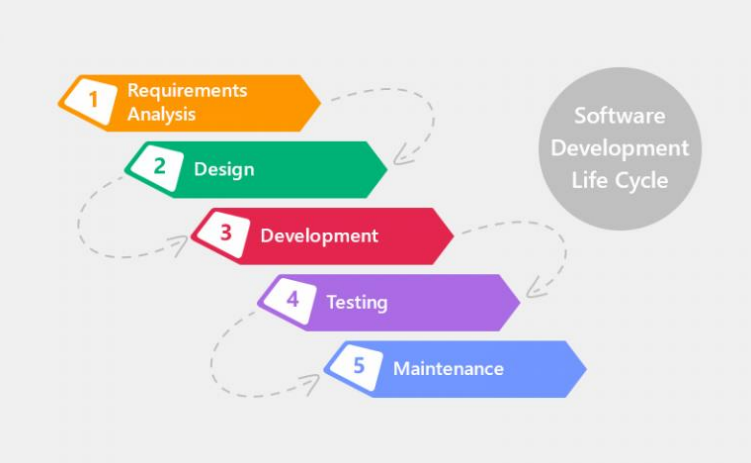 1
Requirements
Analysis
2
Design
3
Development
4
Testing
5
Maintenance
Software
Development
Life Cycle